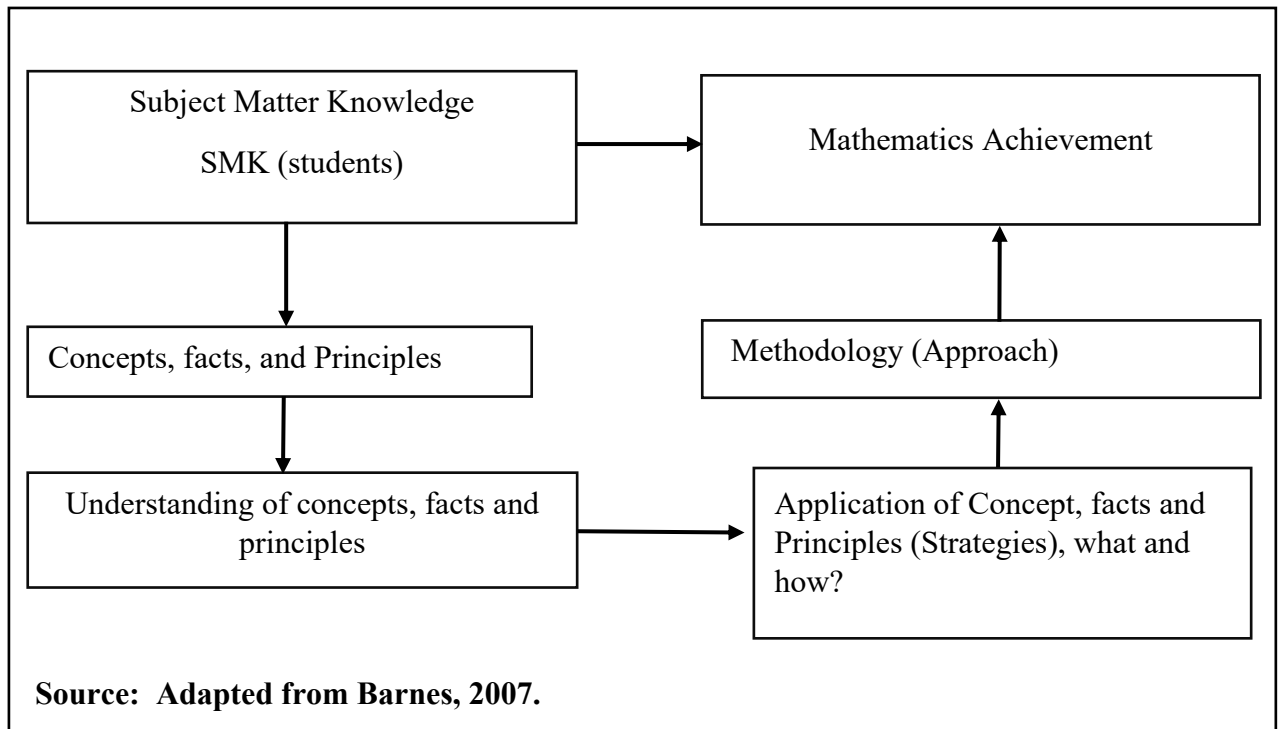 Subject Matter Knowledge
SMK (students)
Mathematics Achievement
Concepts, facts, and Principles
Methodology (Approach)
Understanding of concepts, facts and
principles
Application of Concept, facts and
Principles (Strategies), what and
how?
Source: Adapted from Barnes, 2007.